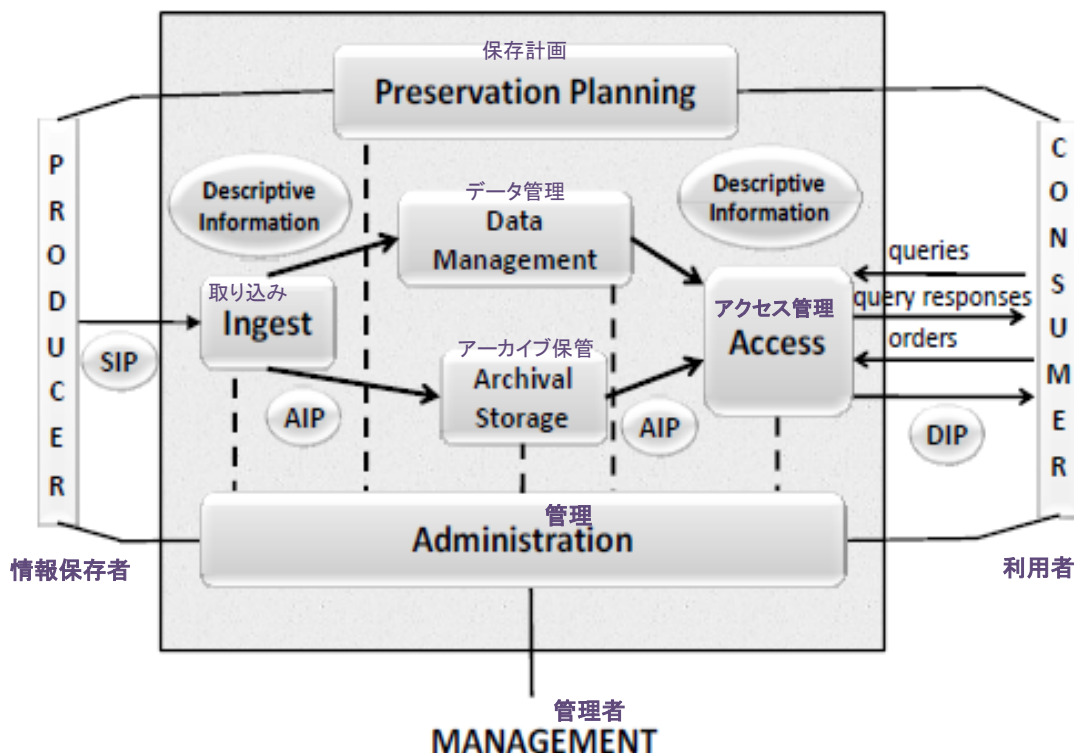 保存計画
Preservation Planning
PRODUCER
CONSUMER
Descriptive
Information
データ管理
Data
Management
Descriptive
Information
queries
取り込み
Ingest
アクセス管理
Access
query responses
orders
SIP
アーカイブ保管
Archival
Storage
AIP
AIP
DIP
管理
Administration
情報保存者
利用者
管理者
MANAGEMENT